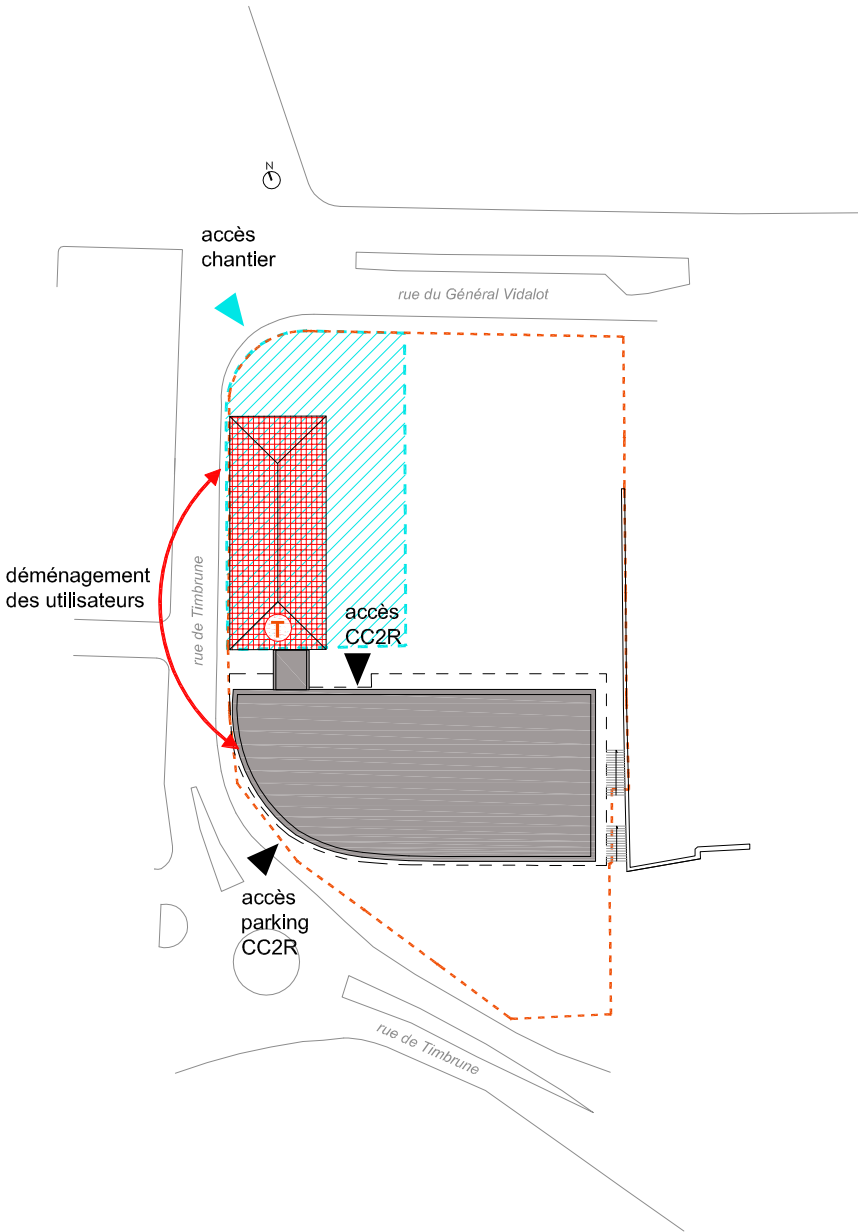 N
accès
chantier
rue du Général Vidalot
déménagement
des utilisateurs
rue de Timbrune
accès
CC2R
T
accès
parking
CC2R
rue de Timbrune